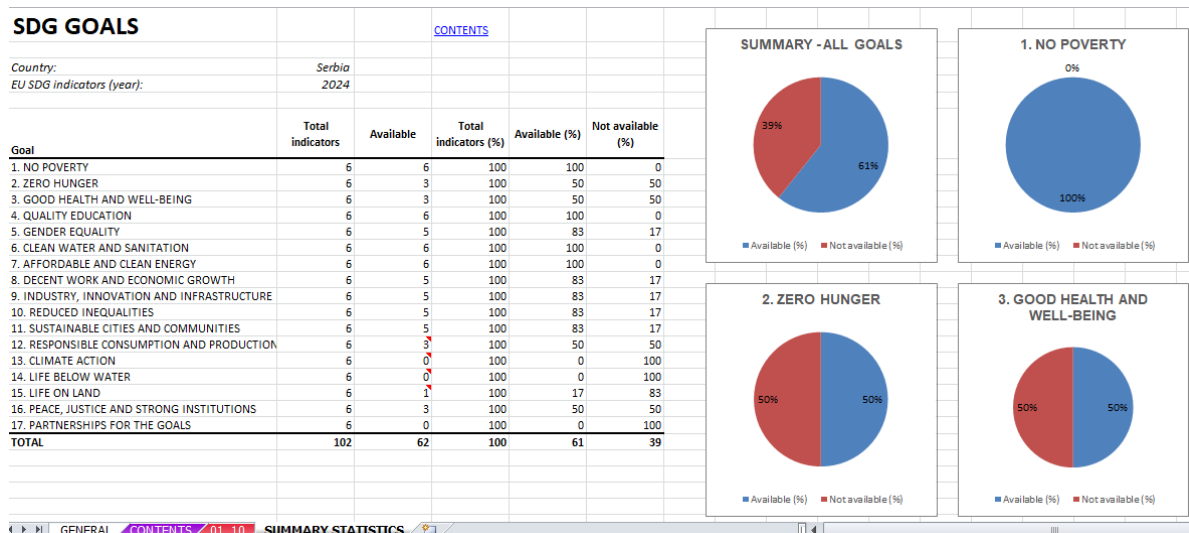 SDG GOALS
CONTENTS
Country: Serbia
EU SDG indicators (year): 2024
Goal Total indicators Available Total indicators (%) Available (%) Not available (%)
1. NO POVERTY 6 6 100 100 0
2. ZERO HUNGER 6 3 100 50 50
3. GOOD HEALTH AND WELL-BEING 6 3 100 50 50
4. QUALITY EDUCATION 6 6 100 100 0
5. GENDER EQUALITY 6 5 100 83 17
6. CLEAN WATER AND SANITATION 6 6 100 100 0
7. AFFORDABLE AND CLEAN ENERGY 6 6 100 100 0
8. DECENT WORK AND ECONOMIC GROWTH 6 5 100 83 17
9. INDUSTRY, INNOVATION AND INFRASTRUCTURE 6 5 100 83 17
10. REDUCED INEQUALITIES 6 5 100 83 17
11. SUSTAINABLE CITIES AND COMMUNITIES 6 5 100 83 17
12. RESPONSIBLE CONSUMPTION AND PRODUCTION 6 3 100 50 50
13. CLIMATE ACTION 6 0 100 0 100
14. LIFE BELOW WATER 6 0 100 0 100
15. LIFE ON LAND 6 1 100 17 83
16. PEACE, JUSTICE AND STRONG INSTITUTIONS 6 3 100 50 50
17. PARTNERSHIPS FOR THE GOALS 6 0 100 0 100
TOTAL 102 62 100 61 39
SUMMARY - ALL GOALS
39%
61%
Available (%) Not available (%)
1. NO POVERTY
0%
100%
Available (%) Not available (%)
2. ZERO HUNGER
50% 50%
Available (%) Not available (%)
3. GOOD HEALTH AND
WELL-BEING
50% 50%
Available (%) Not available (%)
GENERAL CONTENTS 01_10 SUMMARY STATISTICS